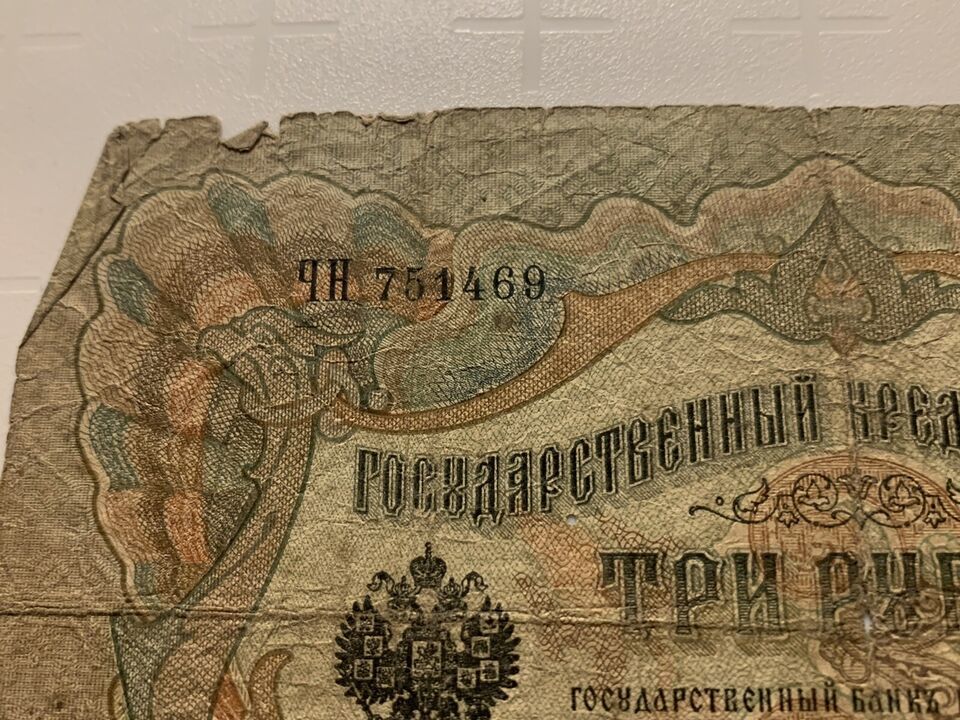 ЧН 751469
ГОСУДАРСТВЕННЫЙ
ТРИ
ГОСУДАРСТВЕННЫЙ БАНКЪ